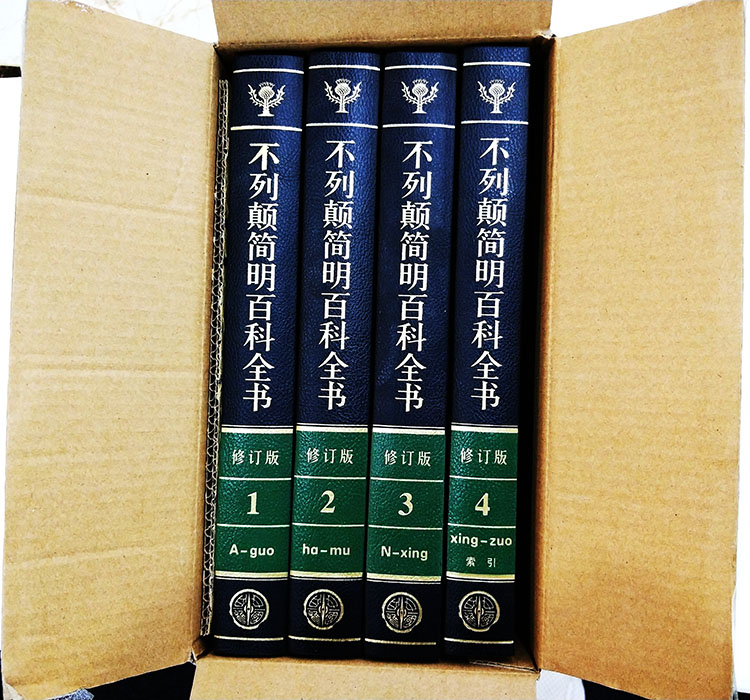 不列颠简明百科全书
修订版
1
A-guo
不列颠简明百科全书
修订版
2
ha-mu
不列颠简明百科全书
修订版
3
N-xing
不列颠简明百科全书
修订版
4
xing-zuo
索引